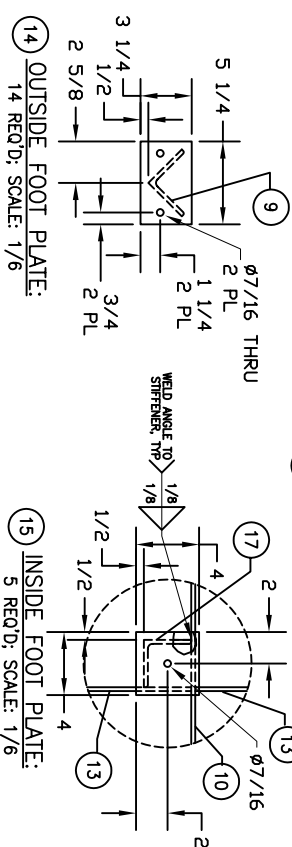 14 OUTSIDE FOOT PLATE:
14 REQ'D; SCALE: 1/6
5 1/4
3 1/4
1/2
2 5/8
9
Ø7/16 THRU
2 PL
1 1/4
2 PL
3/4
2 PL
15 INSIDE FOOT PLATE:
5 REQ'D; SCALE: 1/6
WELD ANGLE TO
STIFFENER, TYP
1/8
1/8
1/2
1/2
4
4
17
2
13
Ø7/16
10
13
2